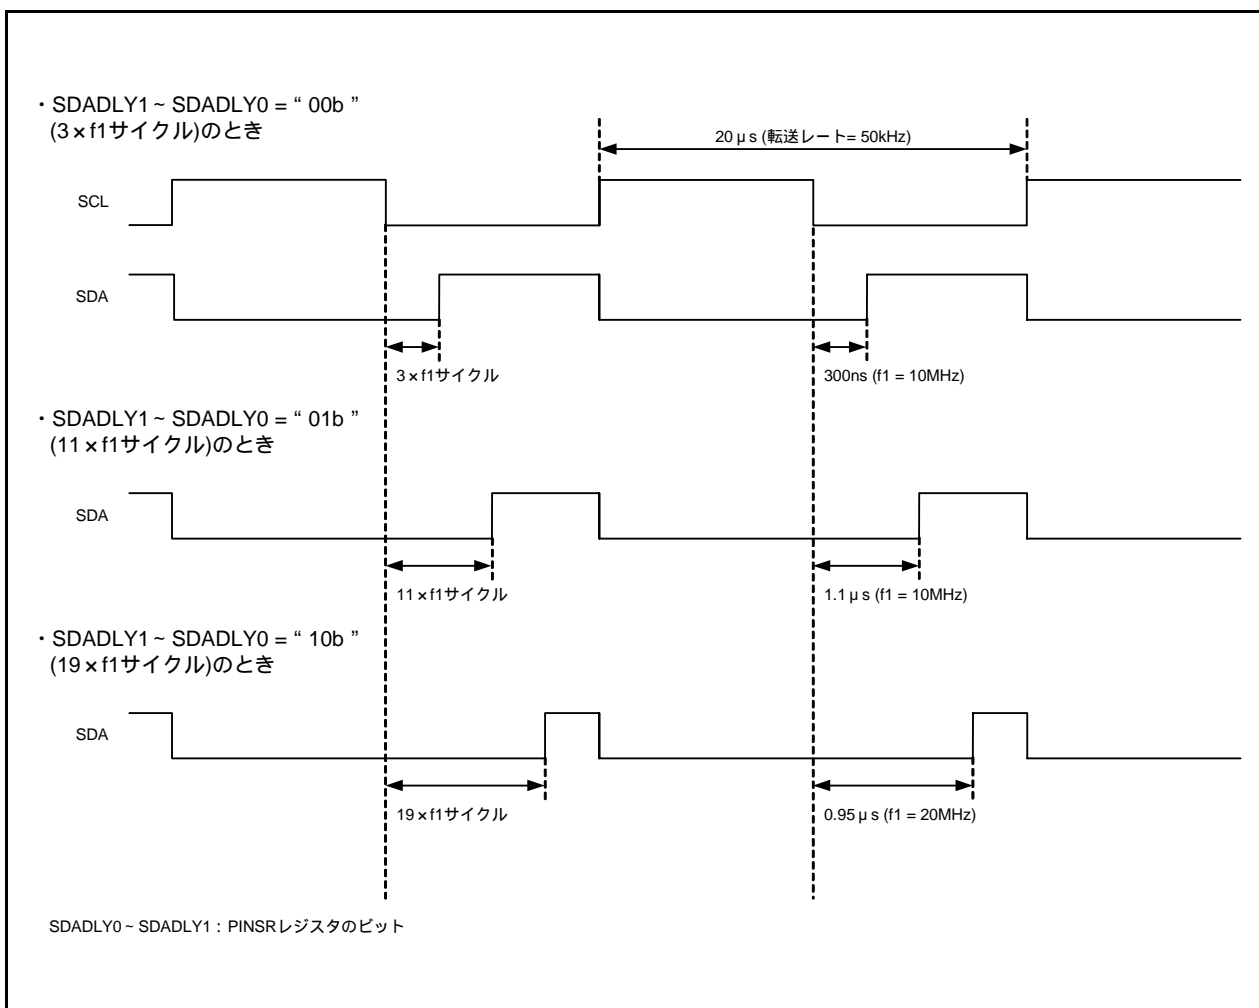 ・SDADLY1 ~ SDADLY0 = “ 00b ”
(3×f1サイクル)のとき
20μs (転送レート= 50kHz)
SCL
SDA
3×f1サイクル
300ns (f1 = 10MHz)
・SDADLY1 ~ SDADLY0 = “ 01b ”
(11×f1サイクル)のとき
SDA
11×f1サイクル
1.1μs (f1 = 10MHz)
・SDADLY1 ~ SDADLY0 = “ 10b ”
(19×f1サイクル)のとき
SDA
19×f1サイクル
0.95μs (f1 = 20MHz)
SDADLY0 ~ SDADLY1 : PINSRレジスタのビット